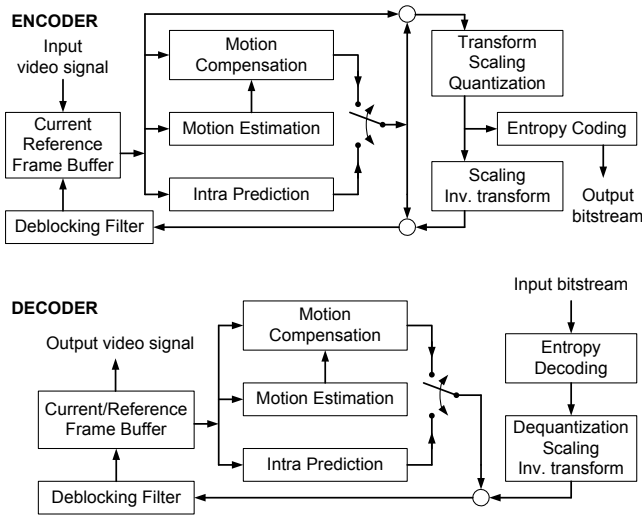 ENCODER
Input
video signal
Current
Reference
Frame Buffer
Deblocking Filter
Motion
Compensation
Motion Estimation
Intra Prediction
Transform
Scaling
Quantization
Entropy Coding
Scaling
Inv. transform
Output
bitstream
DECODER
Output video signal
Current/Reference
Frame Buffer
Deblocking Filter
Motion
Compensation
Motion Estimation
Intra Prediction
Input bitstream
Entropy
Decoding
Dequantization
Scaling
Inv. transform